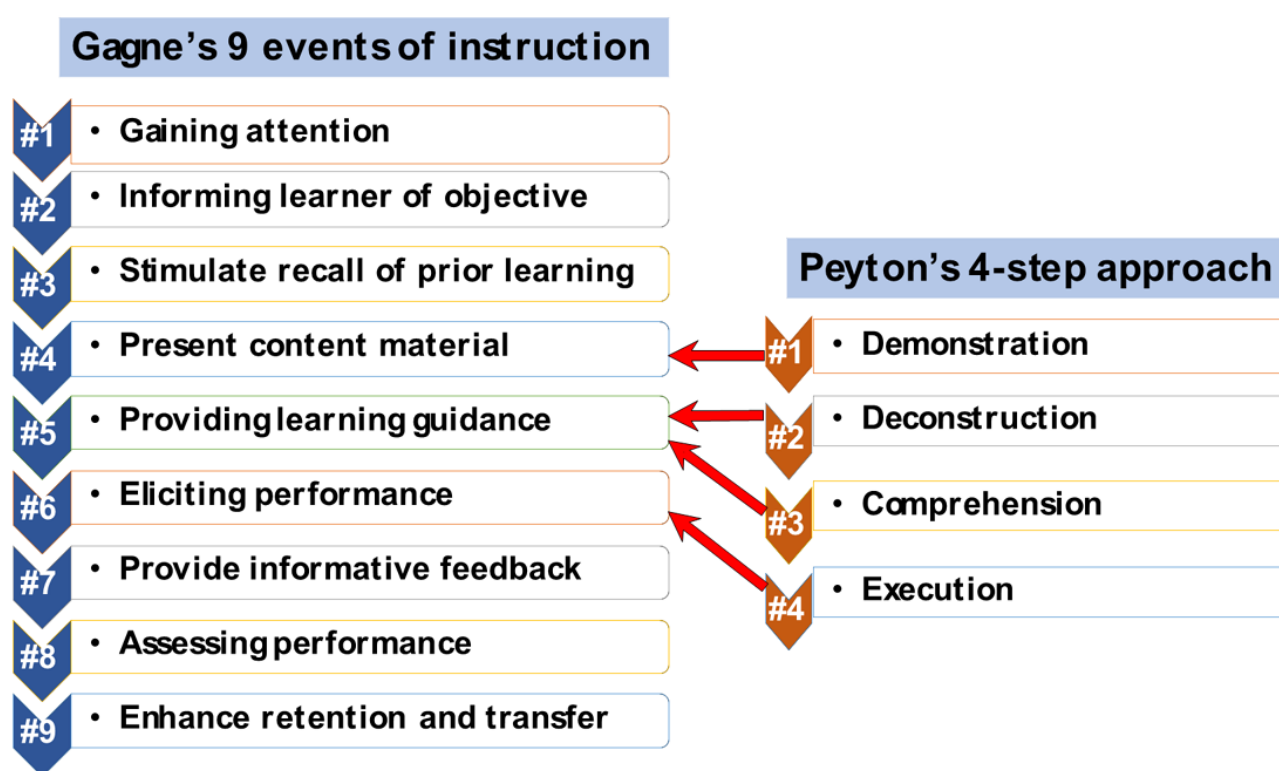 Gagne's 9 events of instruction
#1 • Gaining attention
#2 • Informing learner of objective
#3 • Stimulate recall of prior learning
#4 • Present content material
#5 • Providing learning guidance
#6 • Eliciting performance
#7 • Provide informative feedback
#8 • Assessing performance
#9 • Enhance retention and transfer
Peyton's 4-step approach
#1 • Demonstration
#2 • Deconstruction
#3 • Comprehension
#4 • Execution